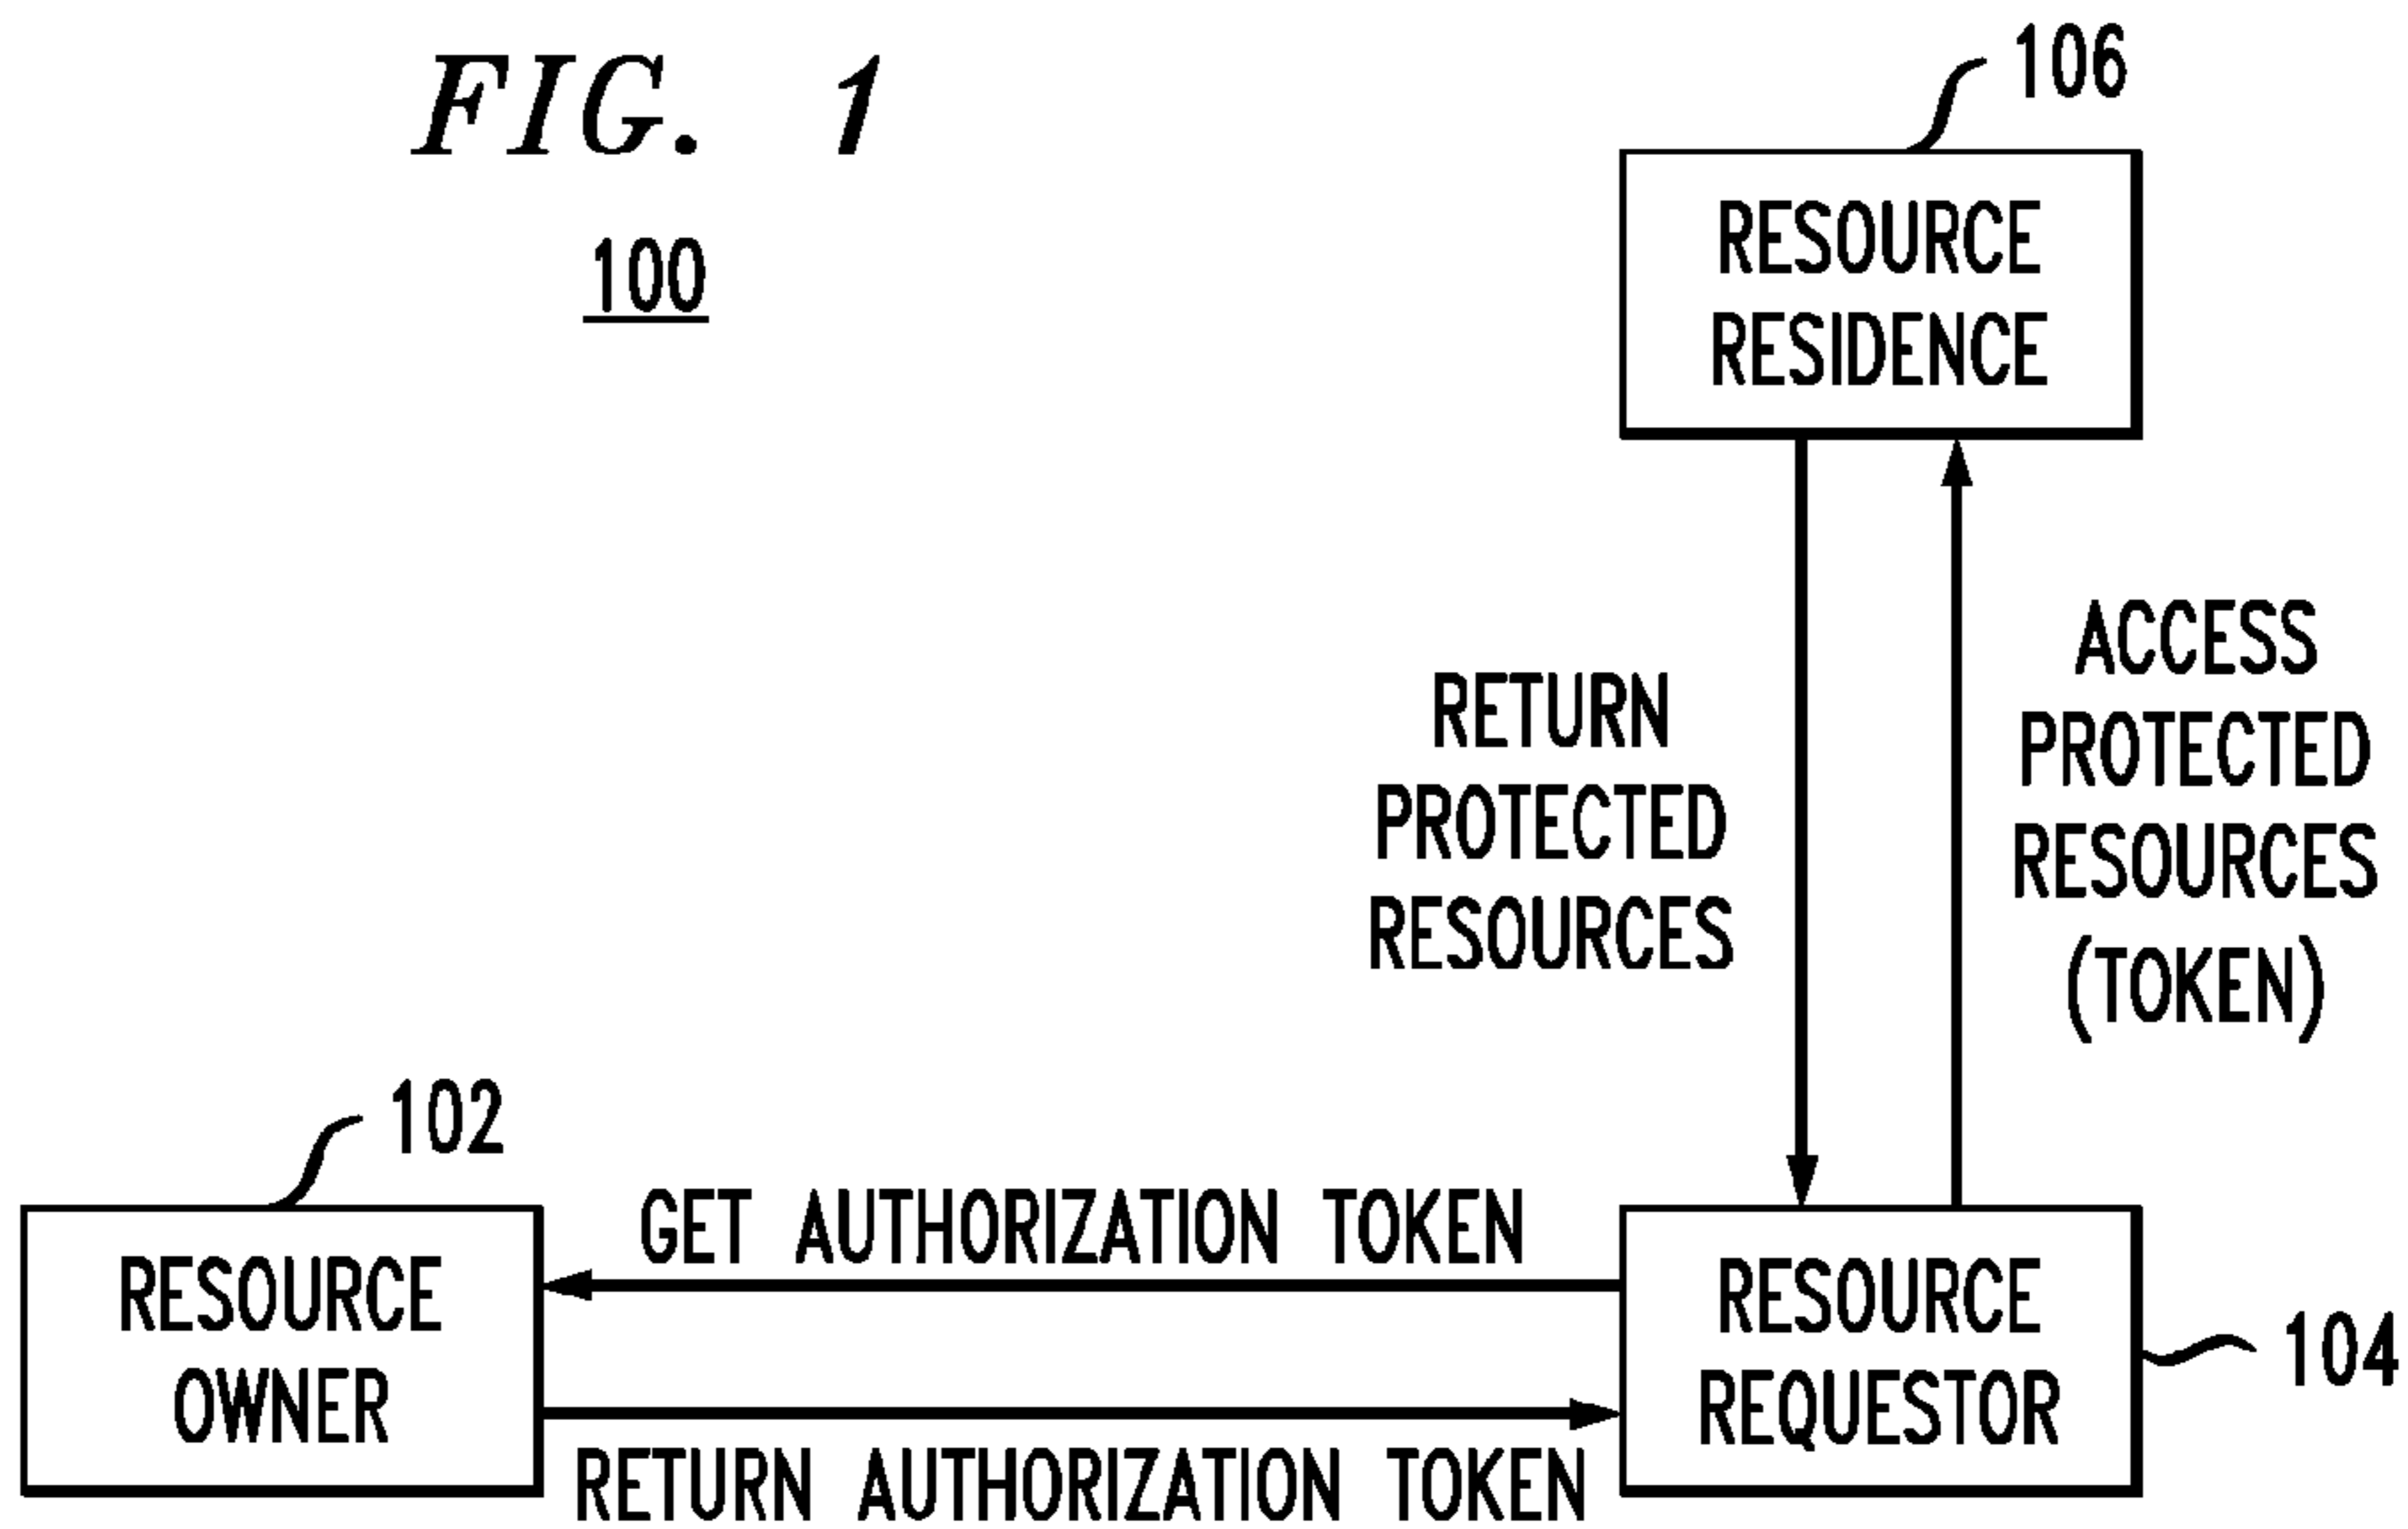 FIG. 1
100
106
RESOURCE
RESIDENCE
RETURN
PROTECTED
RESOURCES
ACCESS
PROTECTED
RESOURCES
(TOKEN)
102
RESOURCE
OWNER
GET AUTHORIZATION TOKEN
RETURN AUTHORIZATION TOKEN
RESOURCE
REQUESTOR
104